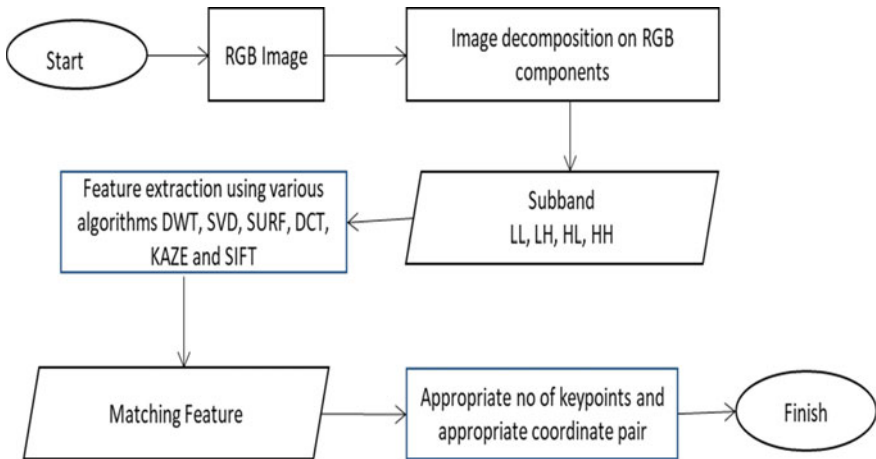 Start
RGB Image
Image decomposition on RGB
components
Subband
LL, LH, HL, HH
Feature extraction using various
algorithms DWT, SVD, SURF, DCT,
KAZE and SIFT
Matching Feature
Appropriate no of keypoints and
appropriate coordinate pair
Finish